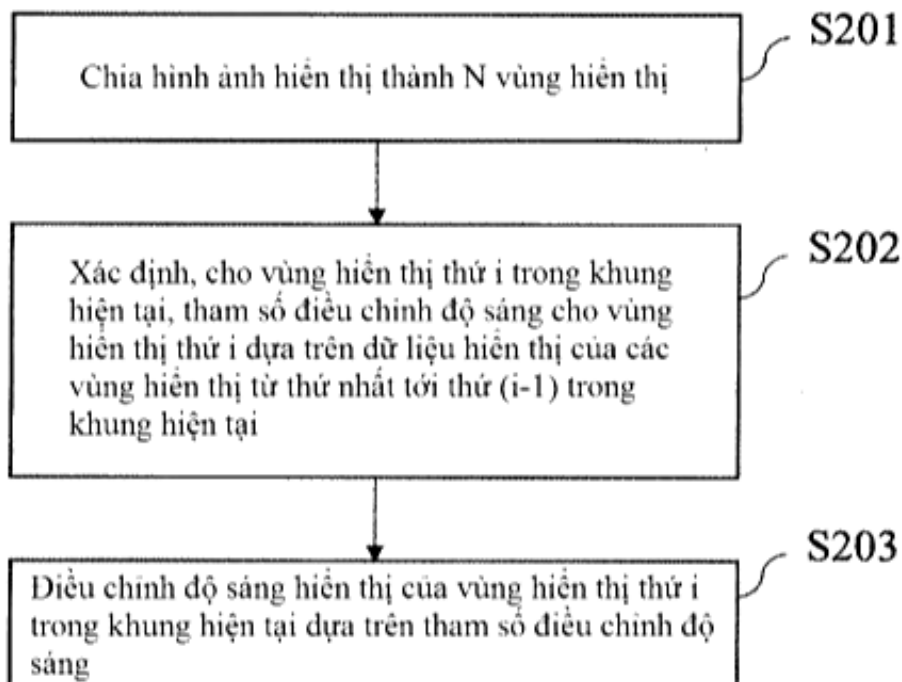 S201
Chia hình ảnh hiển thị thành N vùng hiển thị
S202
Xác định, cho vùng hiển thị thứ i trong khung
hiện tại, tham số điều chỉnh độ sáng cho vùng
hiển thị thứ i dựa trên dữ liệu hiển thị của các
vùng hiển thị từ thứ nhất tới thứ (i-1) trong
khung hiện tại
S203
Điều chỉnh độ sáng hiển thị của vùng hiển thị thứ i
trong khung hiện tại dựa trên tham số điều chỉnh độ
sáng